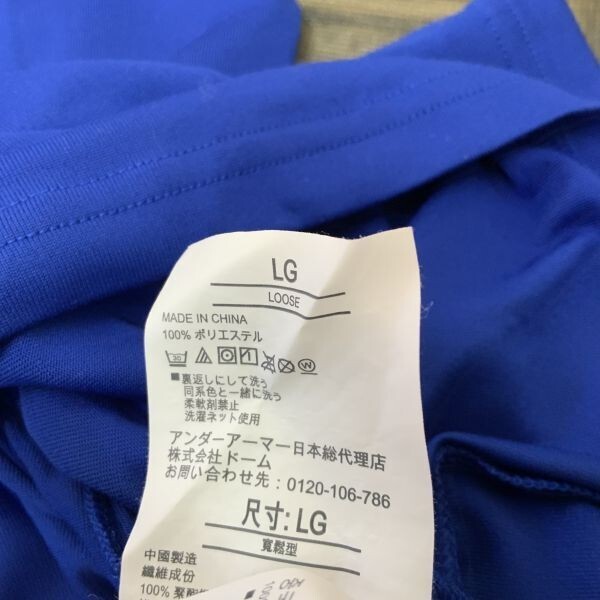 LG
LOOSE
MADE IN CHINA
100% ポリエステル
30
■裏返しにして洗う
同系色と一緒に洗う
柔軟剤禁止
洗濯ネット使用
アンダーアーマー日本総代理店
株式会社ドーム
お問い合わせ先：0120-106-786
尺寸: LG
寬鬆型
中國製造
纖維成份
100% 聚酯